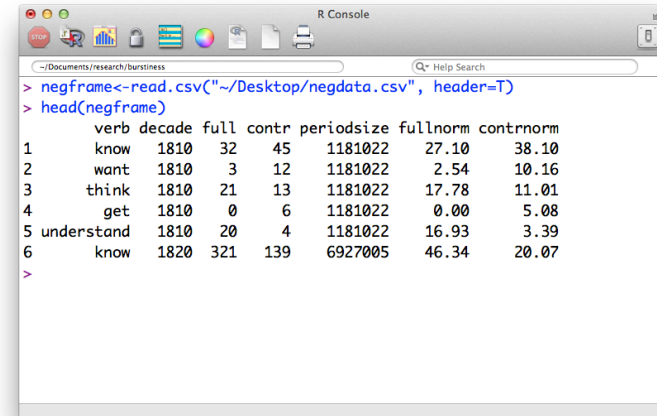 R Console
STOP
~/Documents/research/burstiness
Help Search
> negframe<-read.csv("~/Desktop/negdata.csv", header=T)
> head(negframe)
verb decade full contr periodsize fullnorm contrnorm
1 know 1810 32 45 1181022 27.10 38.10
2 want 1810 3 12 1181022 2.54 10.16
3 think 1810 21 13 1181022 17.78 11.01
4 get 1810 0 6 1181022 0.00 5.08
5 understand 1810 20 4 1181022 16.93 3.39
6 know 1820 321 139 6927005 46.34 20.07
>